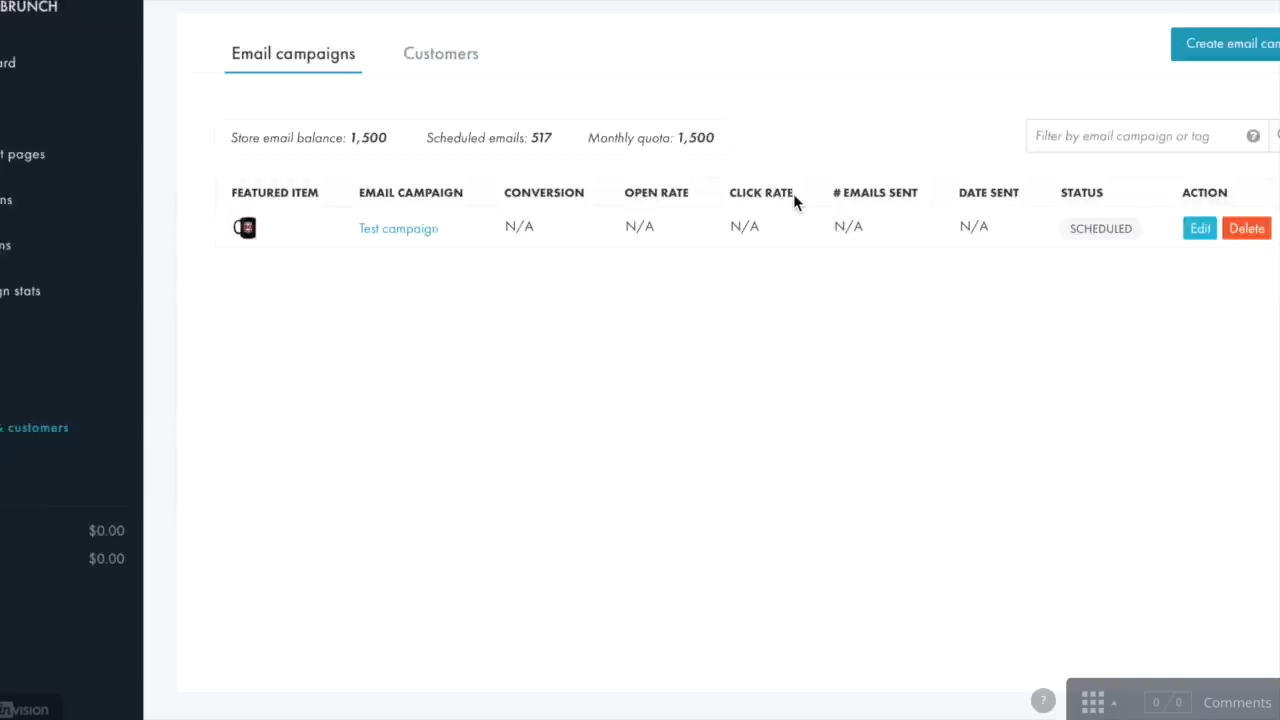 BRUNCH
ard
t pages
ns
ns
gn stats
& customers
$0.00
$0.00
invision
Email campaigns Customers
Create email cam
Store email balance: 1,500 Scheduled emails: 517 Monthly quota: 1,500
Filter by email campaign or tag ?
FEATURED ITEM EMAIL CAMPAIGN CONVERSION OPEN RATE CLICK RATE # EMAILS SENT DATE SENT STATUS ACTION
Test campaign N/A N/A N/A N/A N/A SCHEDULED Edit Delete
? 0/0 Comments